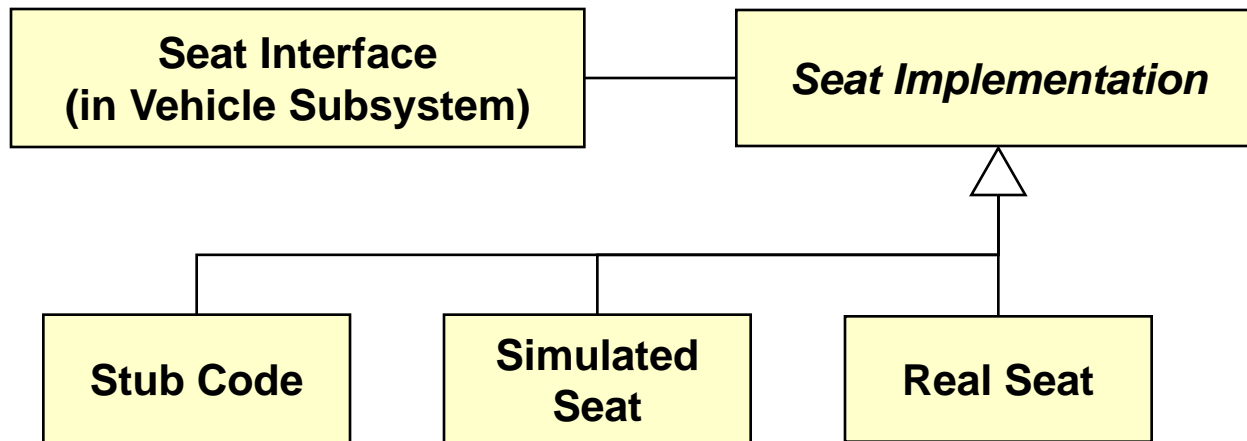 Seat Interface
(in Vehicle Subsystem)
Seat Implementation
Stub Code
Simulated
Seat
Real Seat